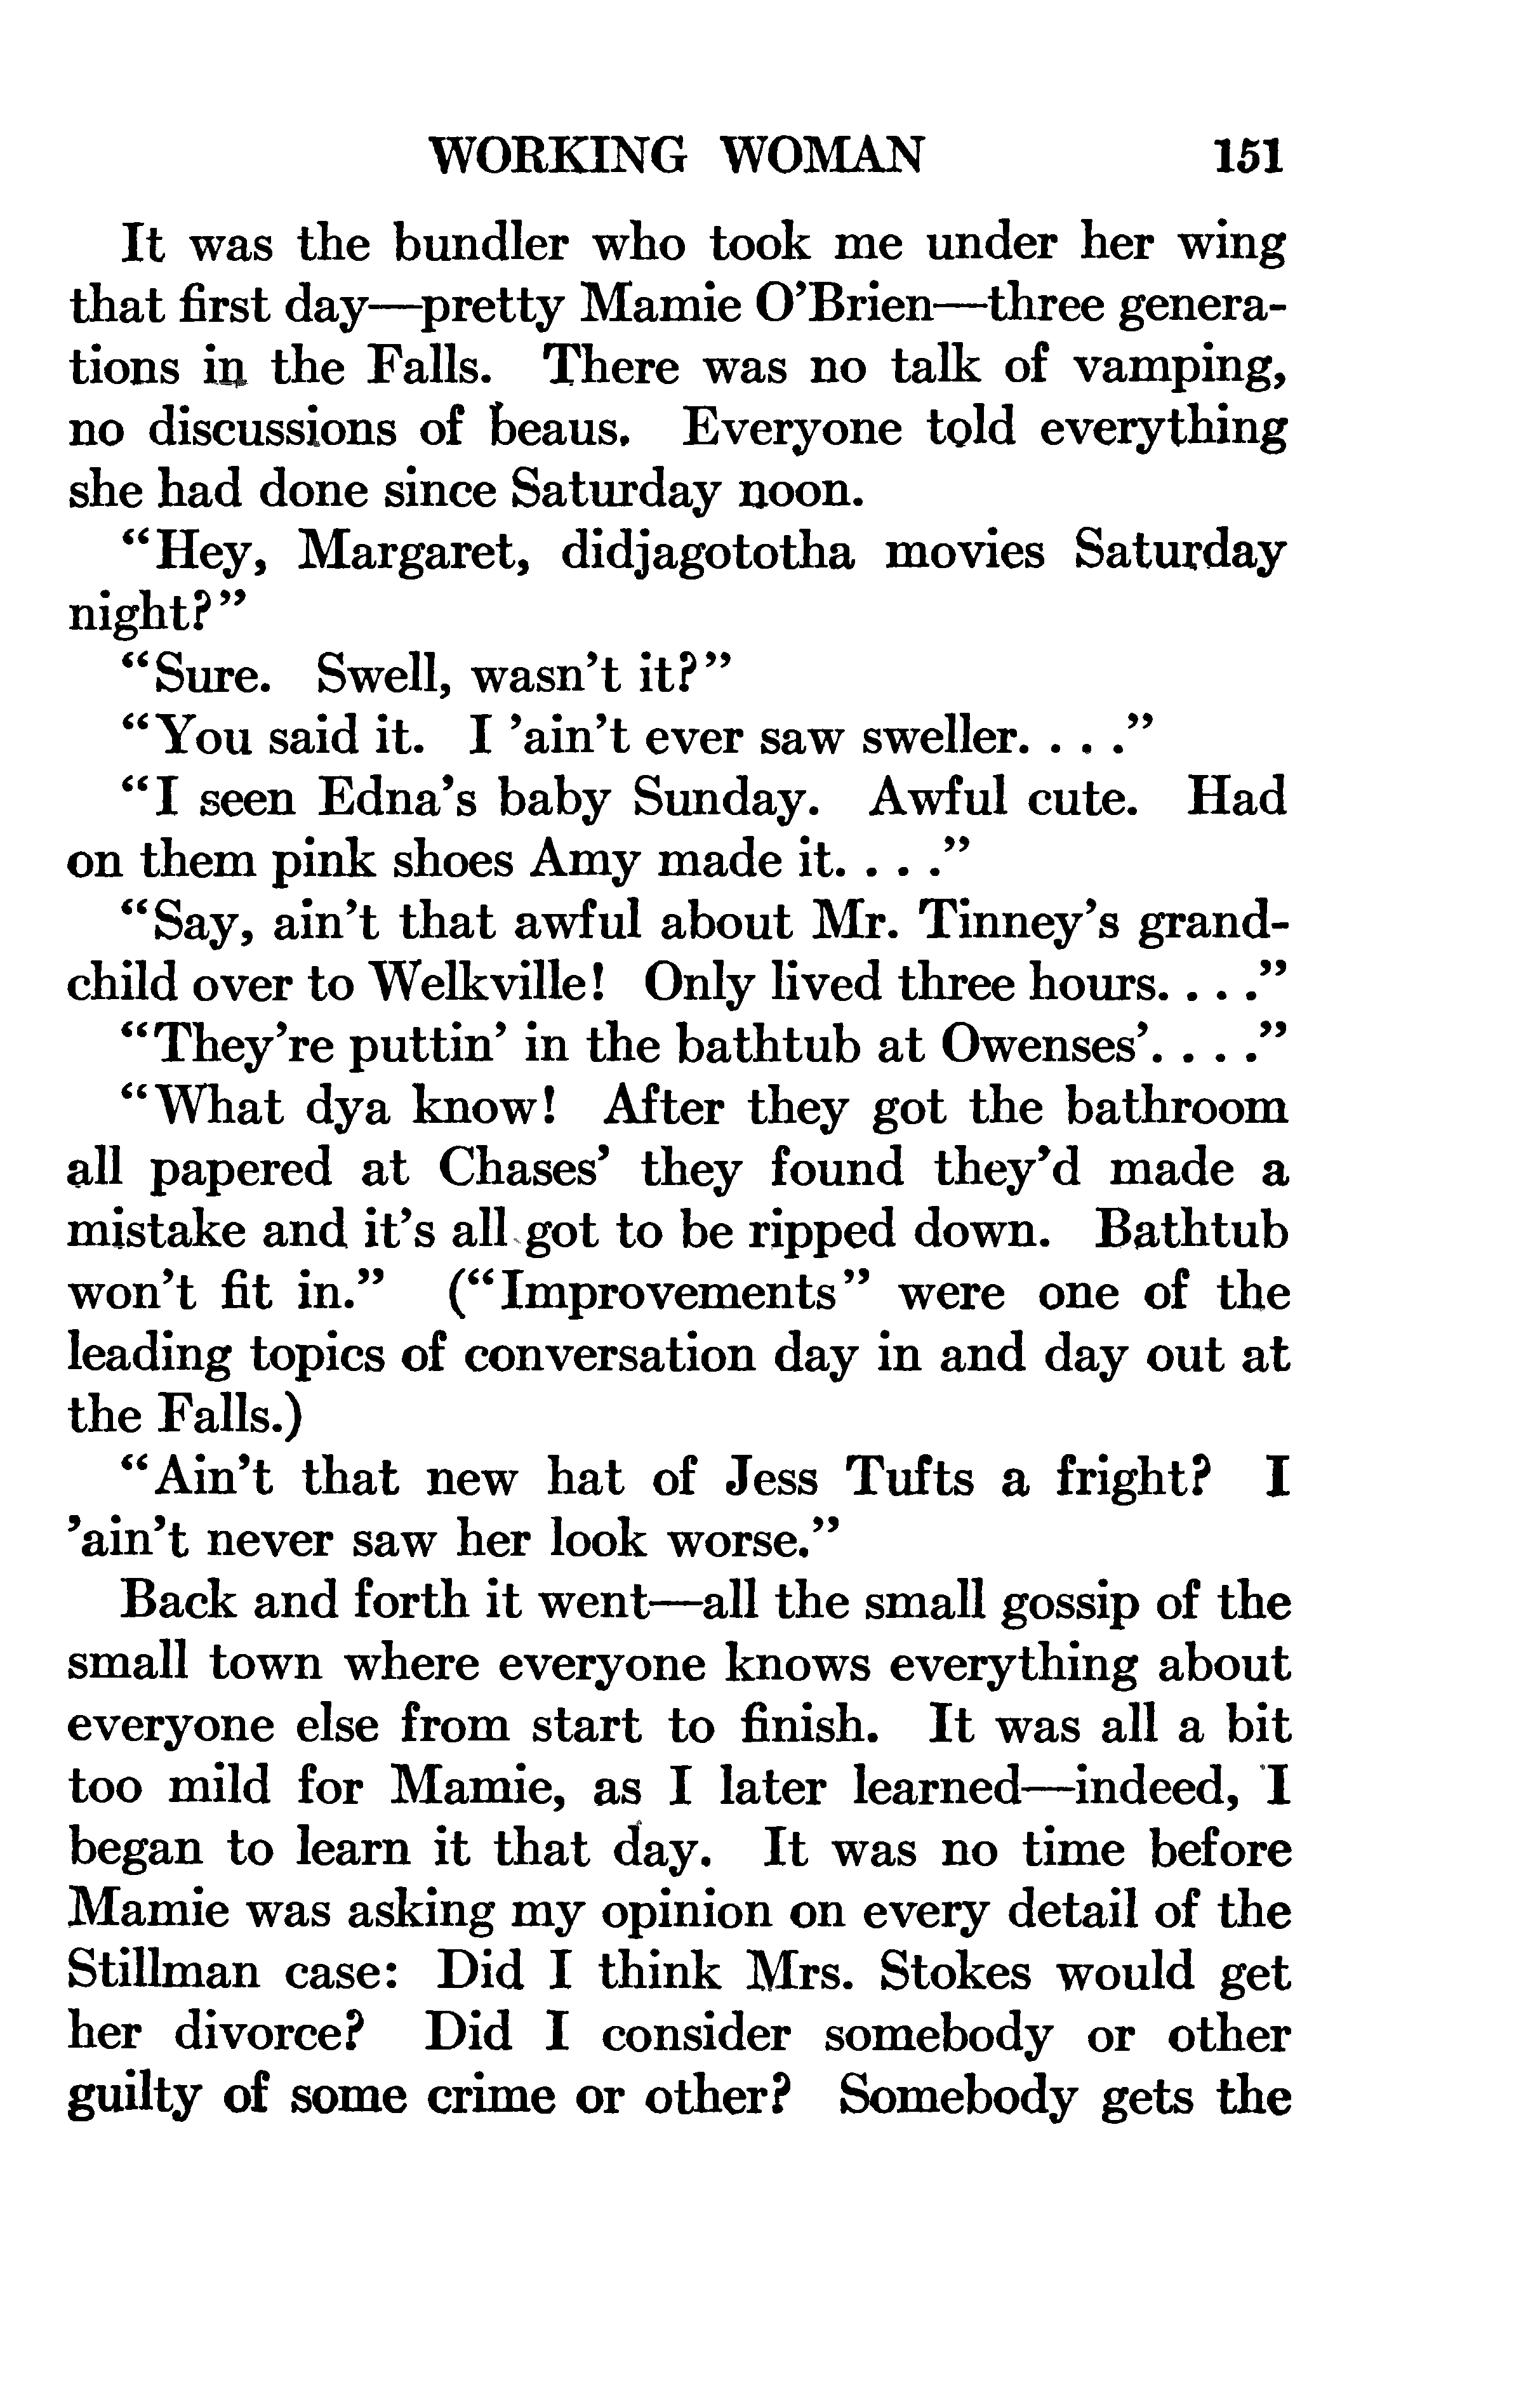 WORKING WOMAN 151
It was the bundler who took me under her wing
that first day—pretty Mamie O’Brien—three genera-
tions in the Falls. There was no talk of vamping,
no discussions of beaus. Everyone told everything
she had done since Saturday noon.
“Hey, Margaret, didjagototha movies Saturday
night?”
“Sure. Swell, wasn’t it?”
“You said it. I ’ain’t ever saw sweller. . . .”
“I seen Edna’s baby Sunday. Awful cute. Had
on them pink shoes Amy made it. . . .”
“Say, ain’t that awful about Mr. Tinney’s grand-
child over to Welkville! Only lived three hours. . . .”
“They’re puttin’ in the bathtub at Owenses’. . . .”
“What dya know! After they got the bathroom
all papered at Chases’ they found they’d made a
mistake and it’s all got to be ripped down. Bathtub
won’t fit in.” (“Improvements” were one of the
leading topics of conversation day in and day out at
the Falls.)
“Ain’t that new hat of Jess Tufts a fright? I
’ain’t never saw her look worse.”
Back and forth it went—all the small gossip of the
small town where everyone knows everything about
everyone else from start to finish. It was all a bit
too mild for Mamie, as I later learned—indeed, I
began to learn it that day. It was no time before
Mamie was asking my opinion on every detail of the
Stillman case: Did I think Mrs. Stokes would get
her divorce? Did I consider somebody or other
guilty of some crime or other? Somebody gets the